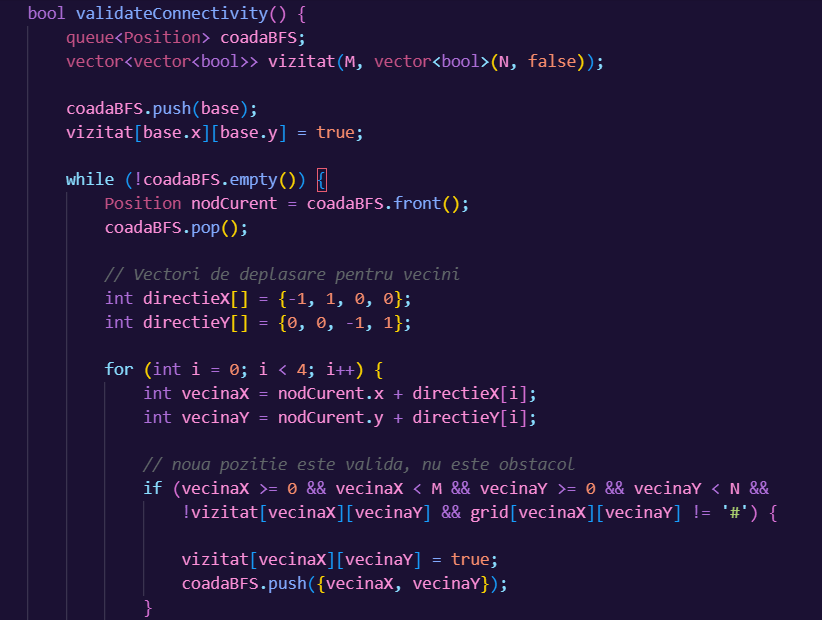 bool validateConnectivity() {
queue<Position> coadaBFS;
vector<vector<bool>> vizitat(M, vector<bool>(N, false));
coadaBFS.push(base);
vizitat[base.x][base.y] = true;
while (!coadaBFS.empty()) {
Position nodCurent = coadaBFS.front();
coadaBFS.pop();
// Vectori de deplasare pentru vecini
int directieX[] = {-1, 1, 0, 0};
int directieY[] = {0, 0, -1, 1};
for (int i = 0; i < 4; i++) {
int vecinaX = nodCurent.x + directieX[i];
int vecinaY = nodCurent.y + directieY[i];
// noua pozitie este valida, nu este obstacol
if (vecinaX >= 0 && vecinaX < M && vecinaY >= 0 && vecinaY < N &&
!vizitat[vecinaX][vecinaY] && grid[vecinaX][vecinaY] != '#') {
vizitat[vecinaX][vecinaY] = true;
coadaBFS.push({vecinaX, vecinaY});
}